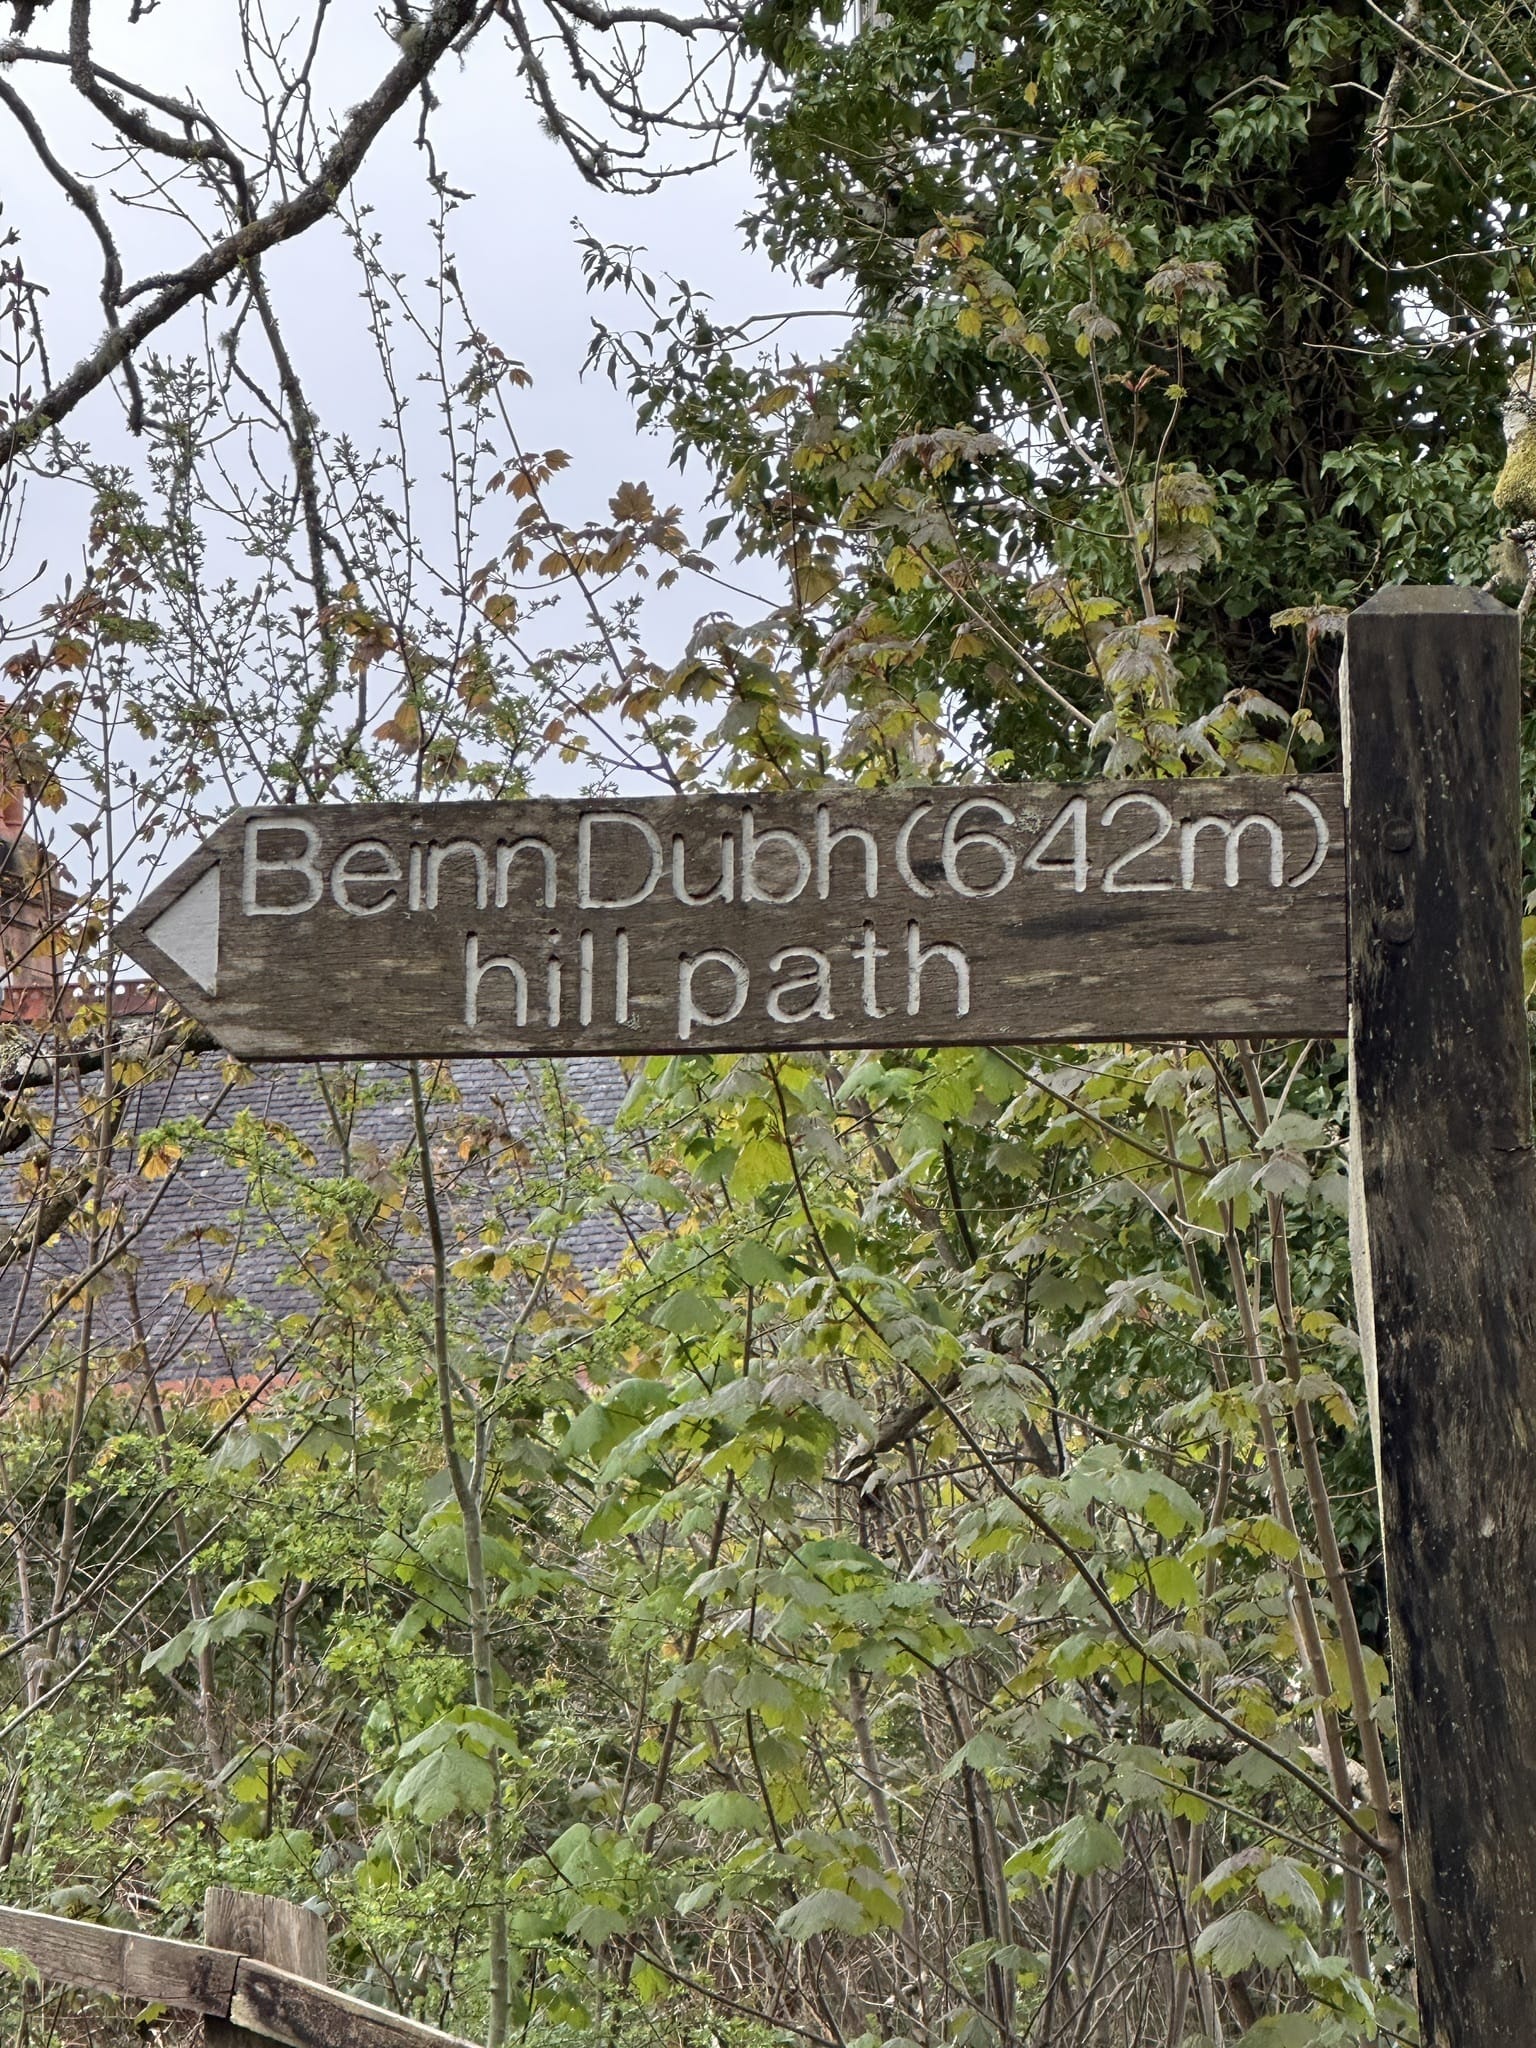 Beinn Dubh (642m)
hill path